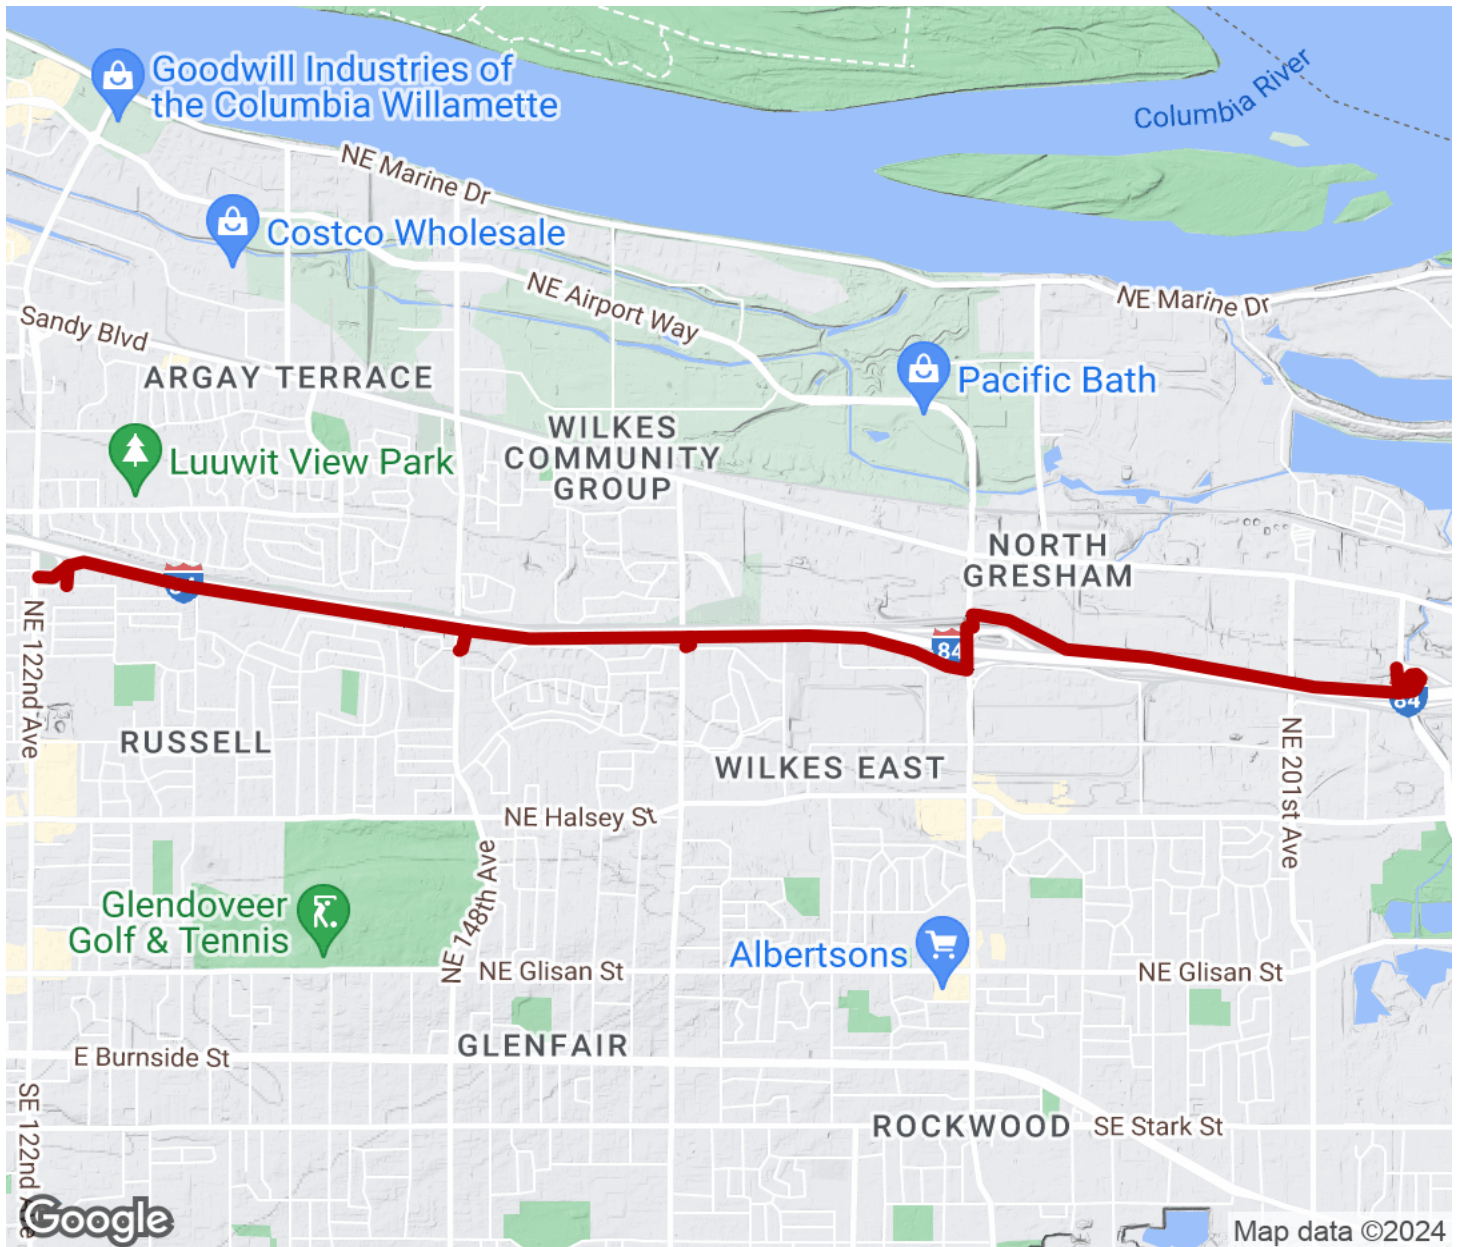 Goodwill Industries of
the Columbia Willamette
Columbia River
NE Marine Dr
Costco Wholesale
NE Airport Way
NE Marine Dr
Sandy Blvd
ARGAY TERRACE
Pacific Bath
WILKES
COMMUNITY
GROUP
Luuwit View Park
NORTH
GRESHAM
84
84
NE 122nd Ave
RUSSELL
WILKES EAST
NE 201st Ave
NE Halsey St
NE 148th Ave
Glendoveer
Golf & Tennis
Albertsons
NE Glisan St
NE Glisan St
GLENFAIR
E Burnside St
SE 122nd Ave
ROCKWOOD
SE Stark St
Google
Map data ©2024